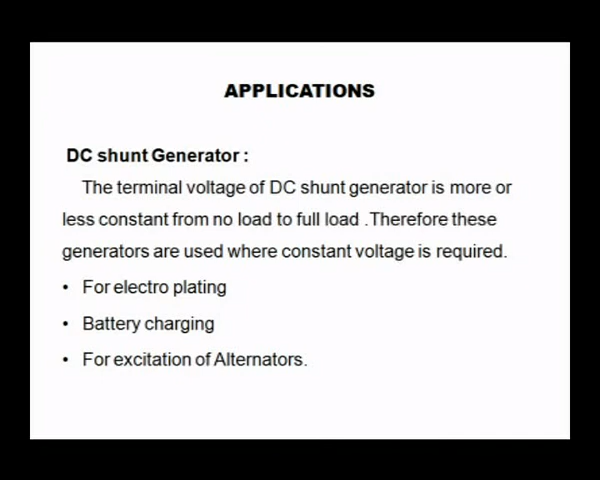 APPLICATIONS
DC shunt Generator :
The terminal voltage of DC shunt generator is more or
less constant from no load to full load .Therefore these
generators are used where constant voltage is required.
• For electro plating
• Battery charging
• For excitation of Alternators.